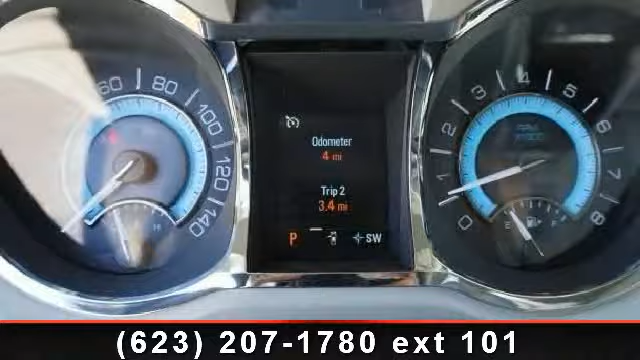 60 80 100 120 140
Odometer
4 mi
Trip 2
3.4 mi
P SW
0 1 2 3 4 5 6 7 8
E F
H
(623) 207-1780 ext 101